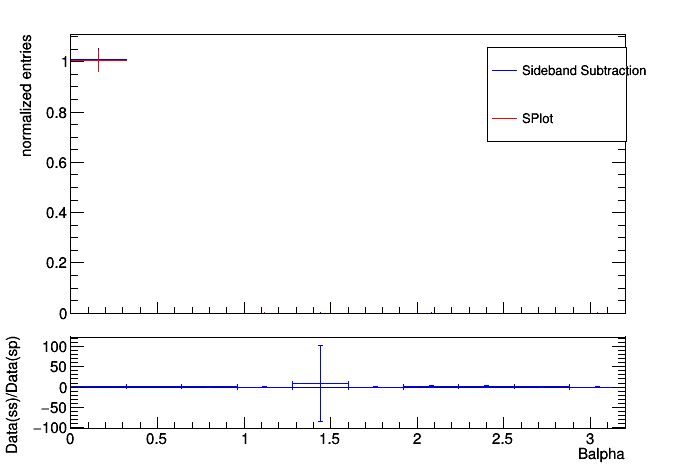 normalized entries
1
0.8
0.6
0.4
0.2
0
Sideband Subtraction
SPlot
Data(ss)/Data(sp)
100
50
0
−50
−100
0 0.5 1 1.5 2 2.5 3
Balpha